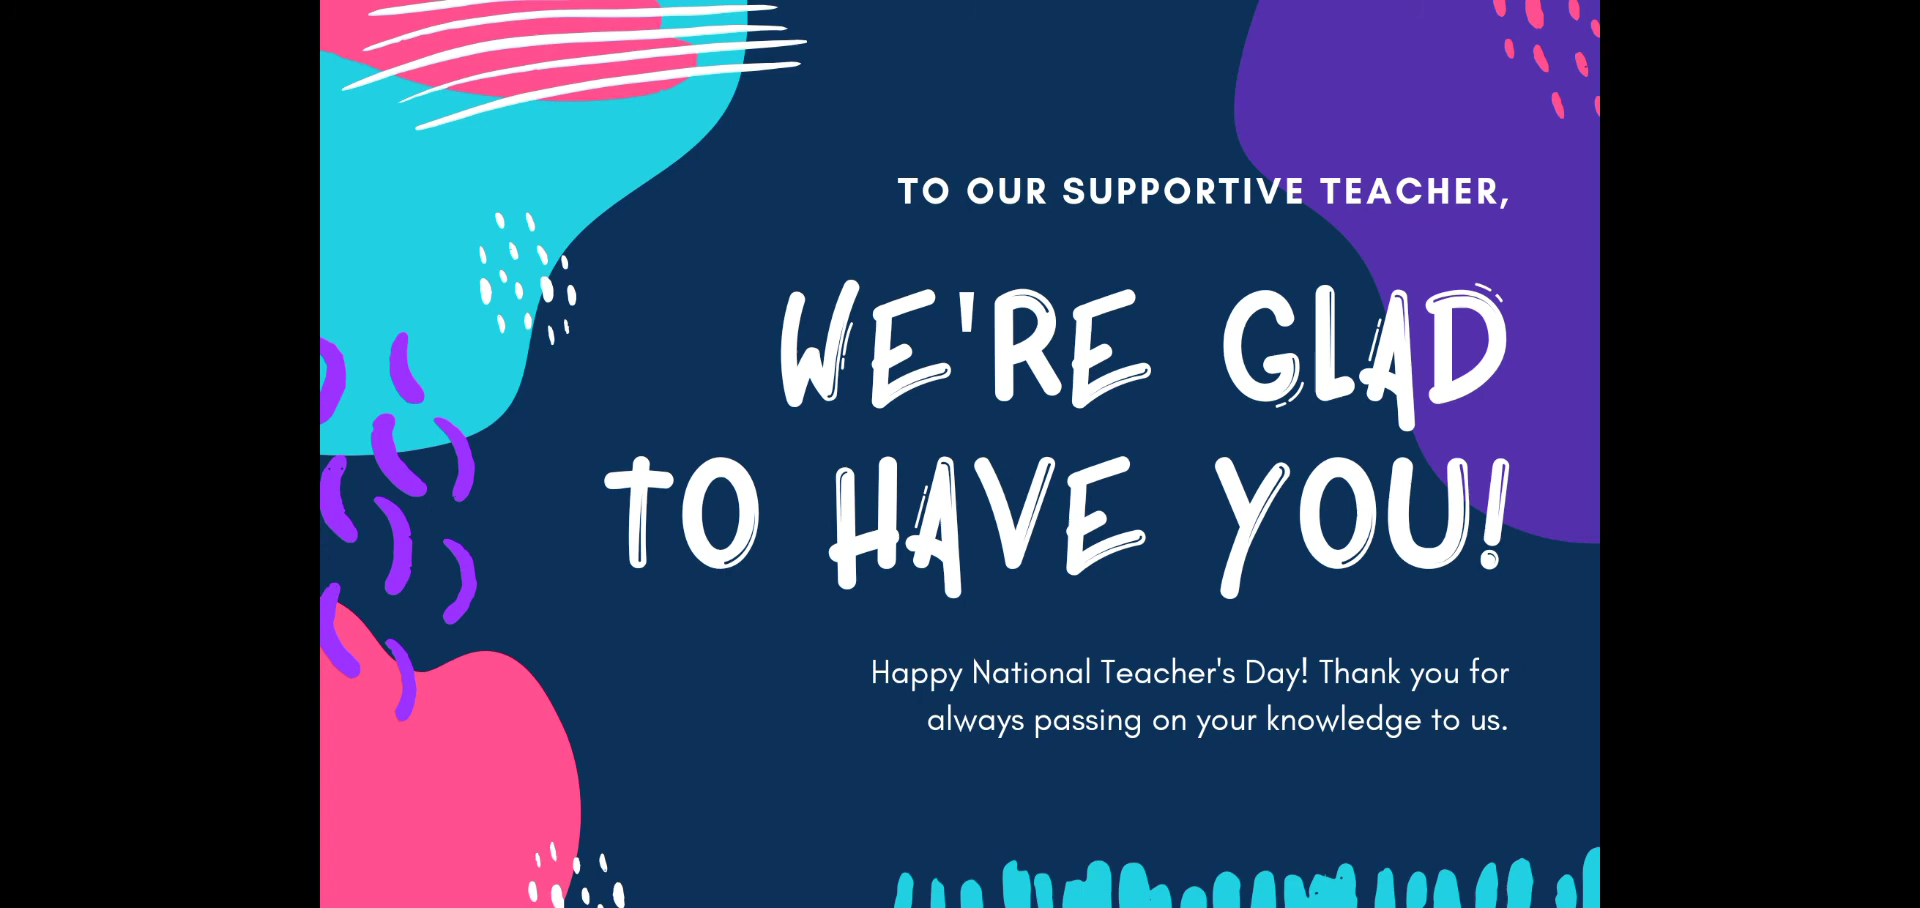 TO OUR SUPPORTIVE TEACHER,
WE'RE GLAD
TO HAVE YOU!
Happy National Teacher's Day! Thank you for
always passing on your knowledge to us.